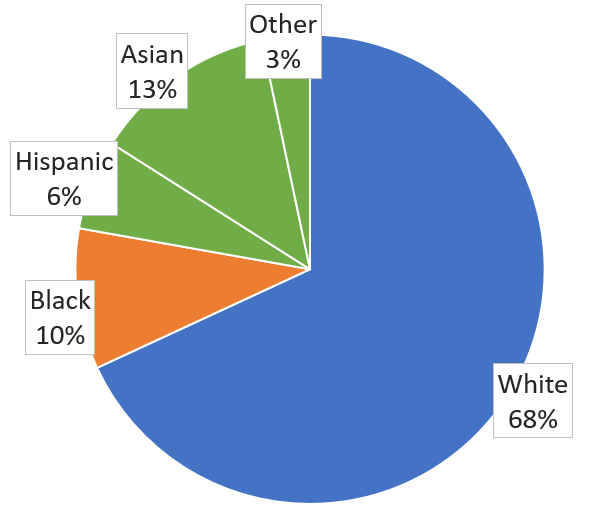 Other
3%
Asian
13%
Hispanic
6%
Black
10%
White
68%